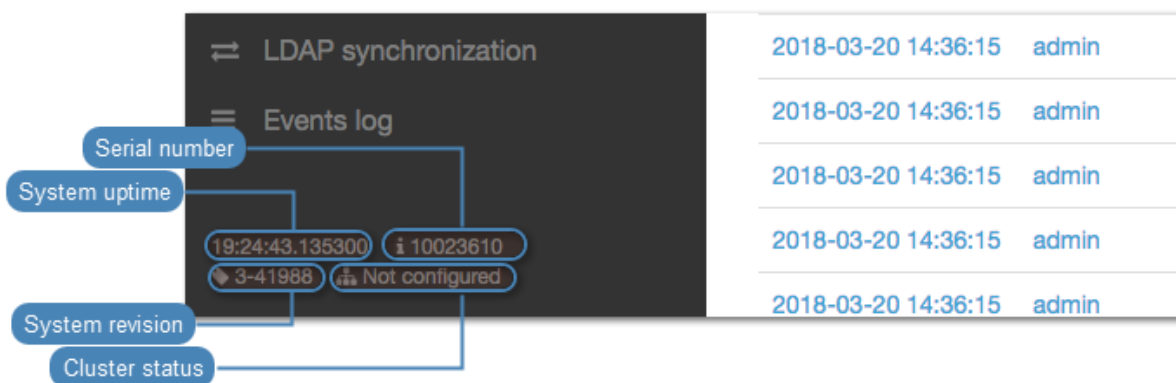 LDAP synchronization
2018-03-20 14:36:15 admin
Events log
2018-03-20 14:36:15 admin
Serial number
2018-03-20 14:36:15 admin
System uptime
19:24:43.135300 10023610
2018-03-20 14:36:15 admin
3-41988 Not configured
2018-03-20 14:36:15 admin
System revision
Cluster status